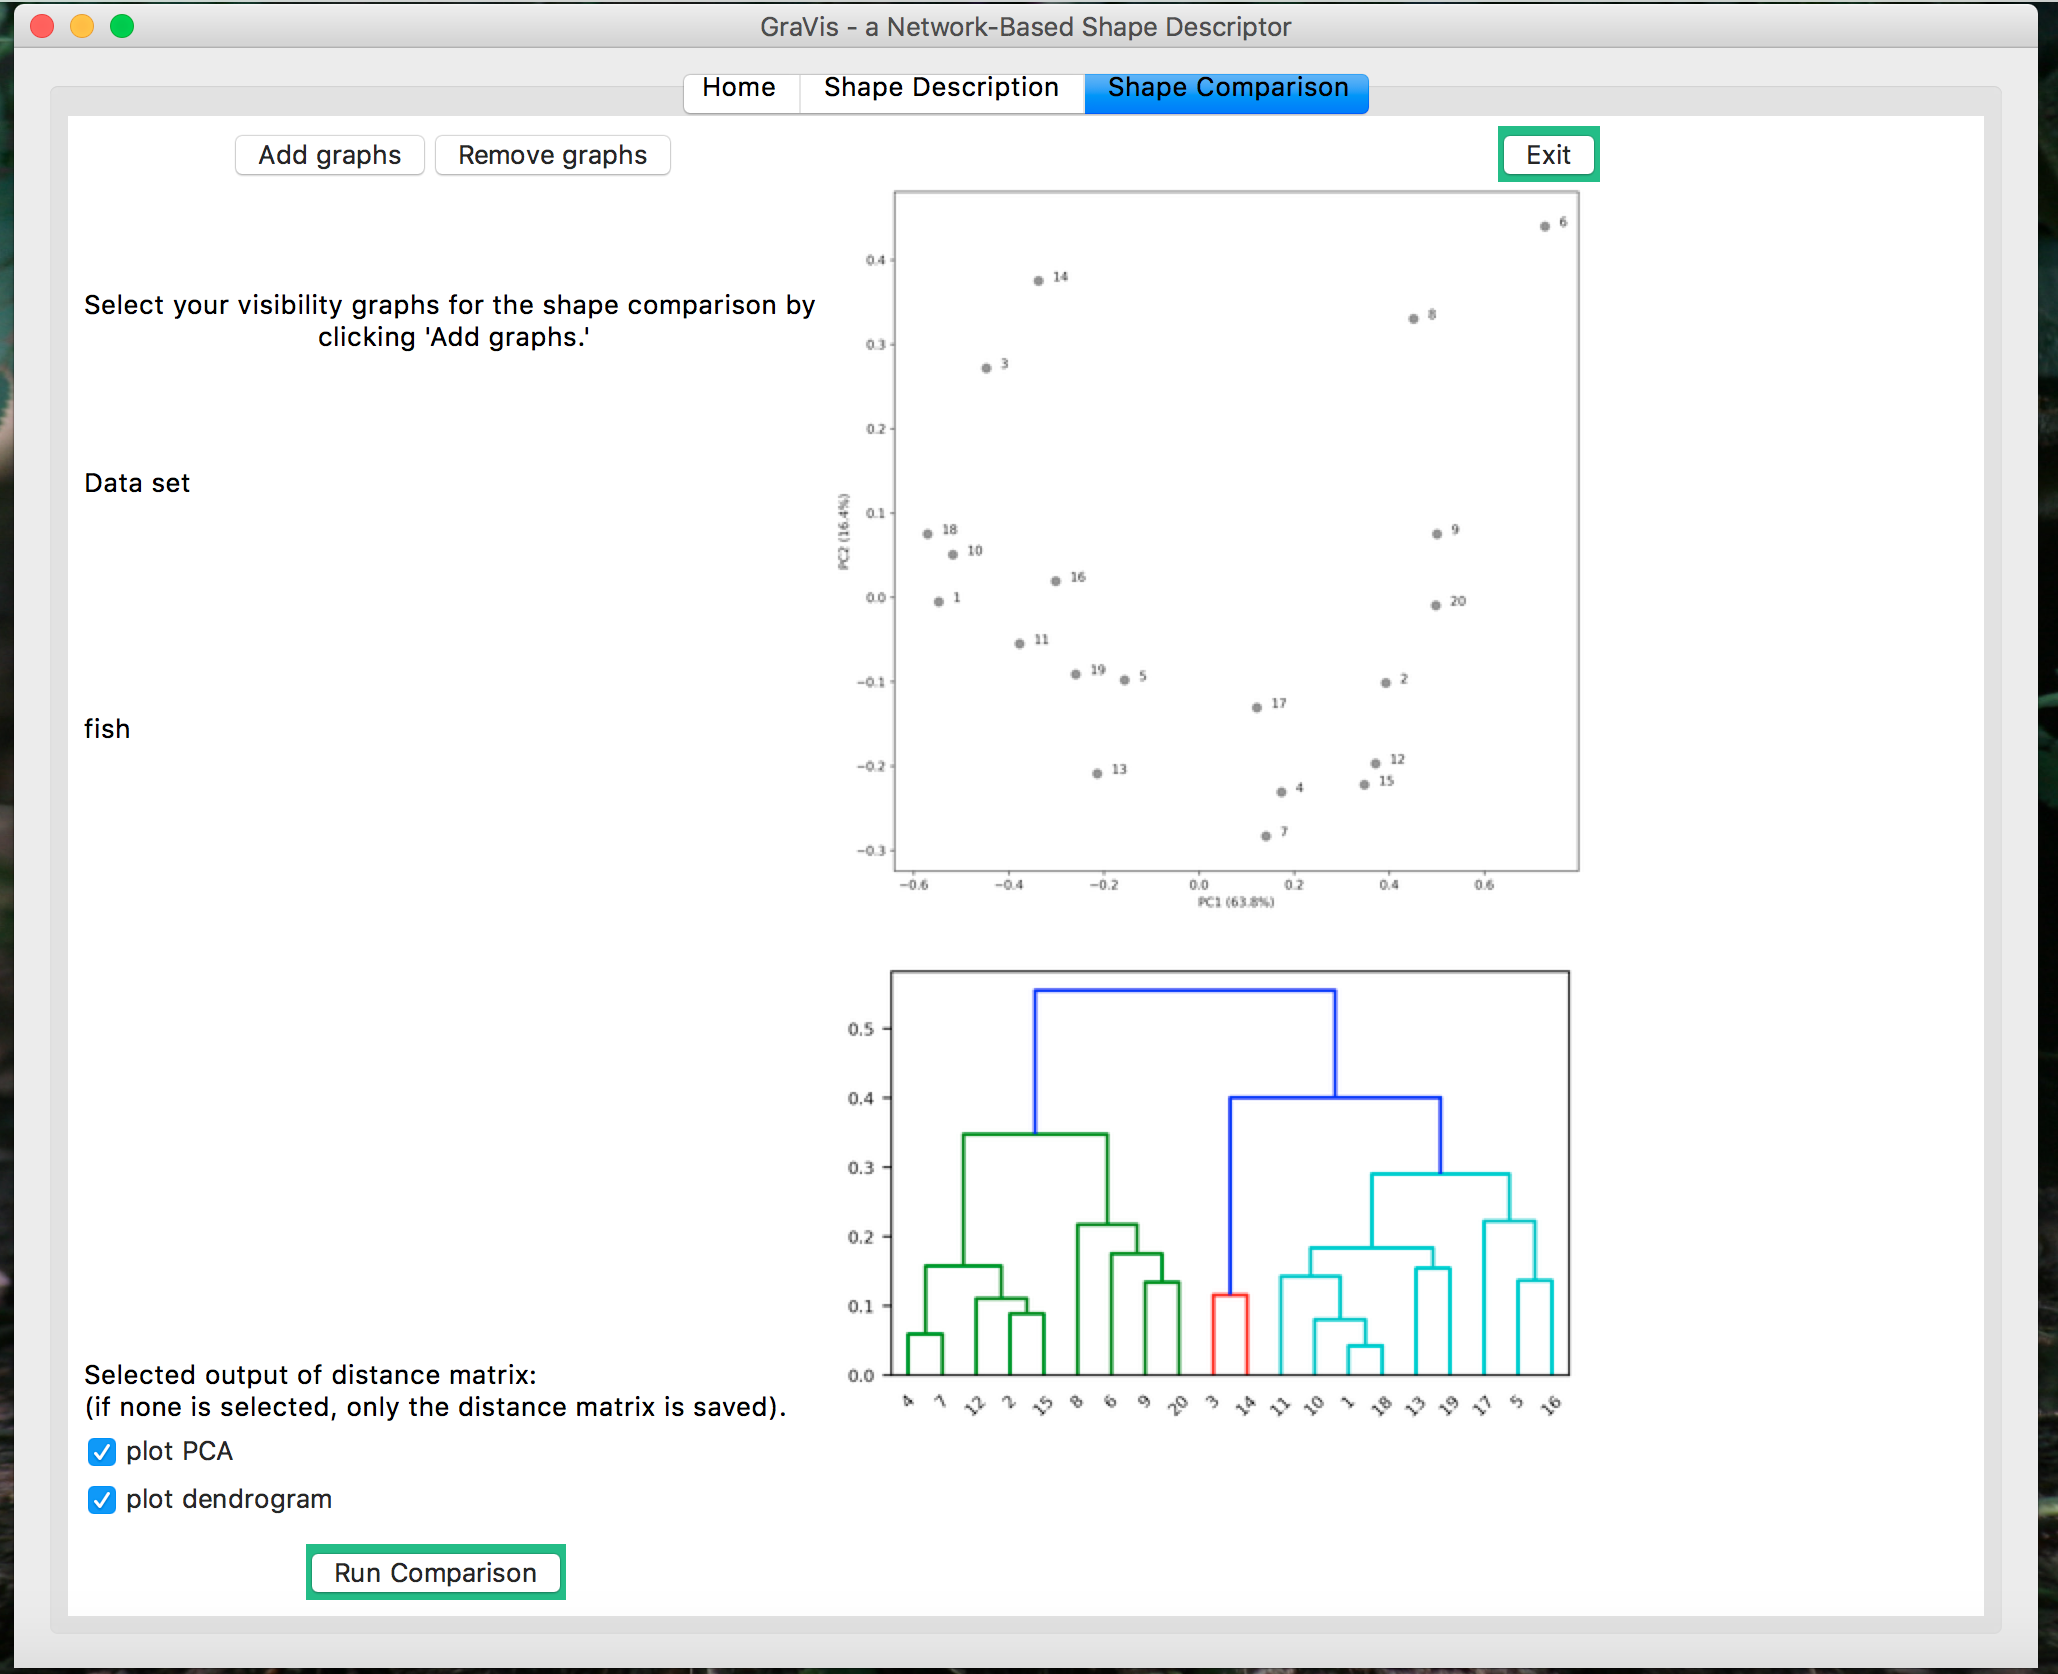 GraVis - a Network-Based Shape Descriptor
Home Shape Description Shape Comparison
Add graphs Remove graphs Exit
Select your visibility graphs for the shape comparison by
clicking 'Add graphs.'
Data set
fish
Selected output of distance matrix:
(if none is selected, only the distance matrix is saved).
plot PCA
plot dendrogram
Run Comparison
PC2 (16.4%)
0.4
0.3
0.2
0.1
0.0
−0.1
−0.2
−0.3
6
14
8
3
18
9
10
16
1
20
11
19
5
2
17
12
13
15
4
7
−0.6 −0.4 −0.2 0.0 0.2 0.4 0.6
PC1 (63.8%)
0.5
0.4
0.3
0.2
0.1
0.0
4 7 12 2 15 8 6 9 20 3 14 11 10 1 18 13 19 17 5 16